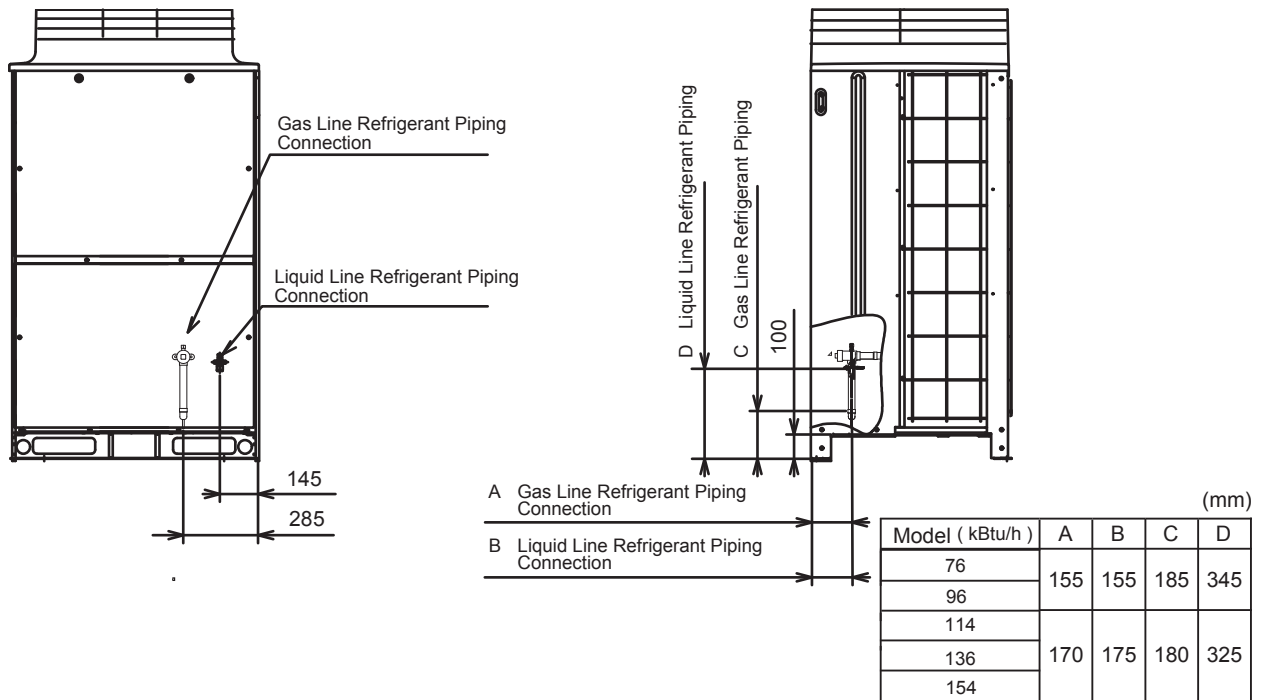 Gas Line Refrigerant Piping
Connection
Liquid Line Refrigerant Piping
Connection
145
285
D Liquid Line Refrigerant Piping
C Gas Line Refrigerant Piping
100
A Gas Line Refrigerant Piping
Connection
B Liquid Line Refrigerant Piping
Connection
(mm)
Model ( kBtu/h ) A B C D
76
96
155 155 185 345
114
136
154
170 175 180 325